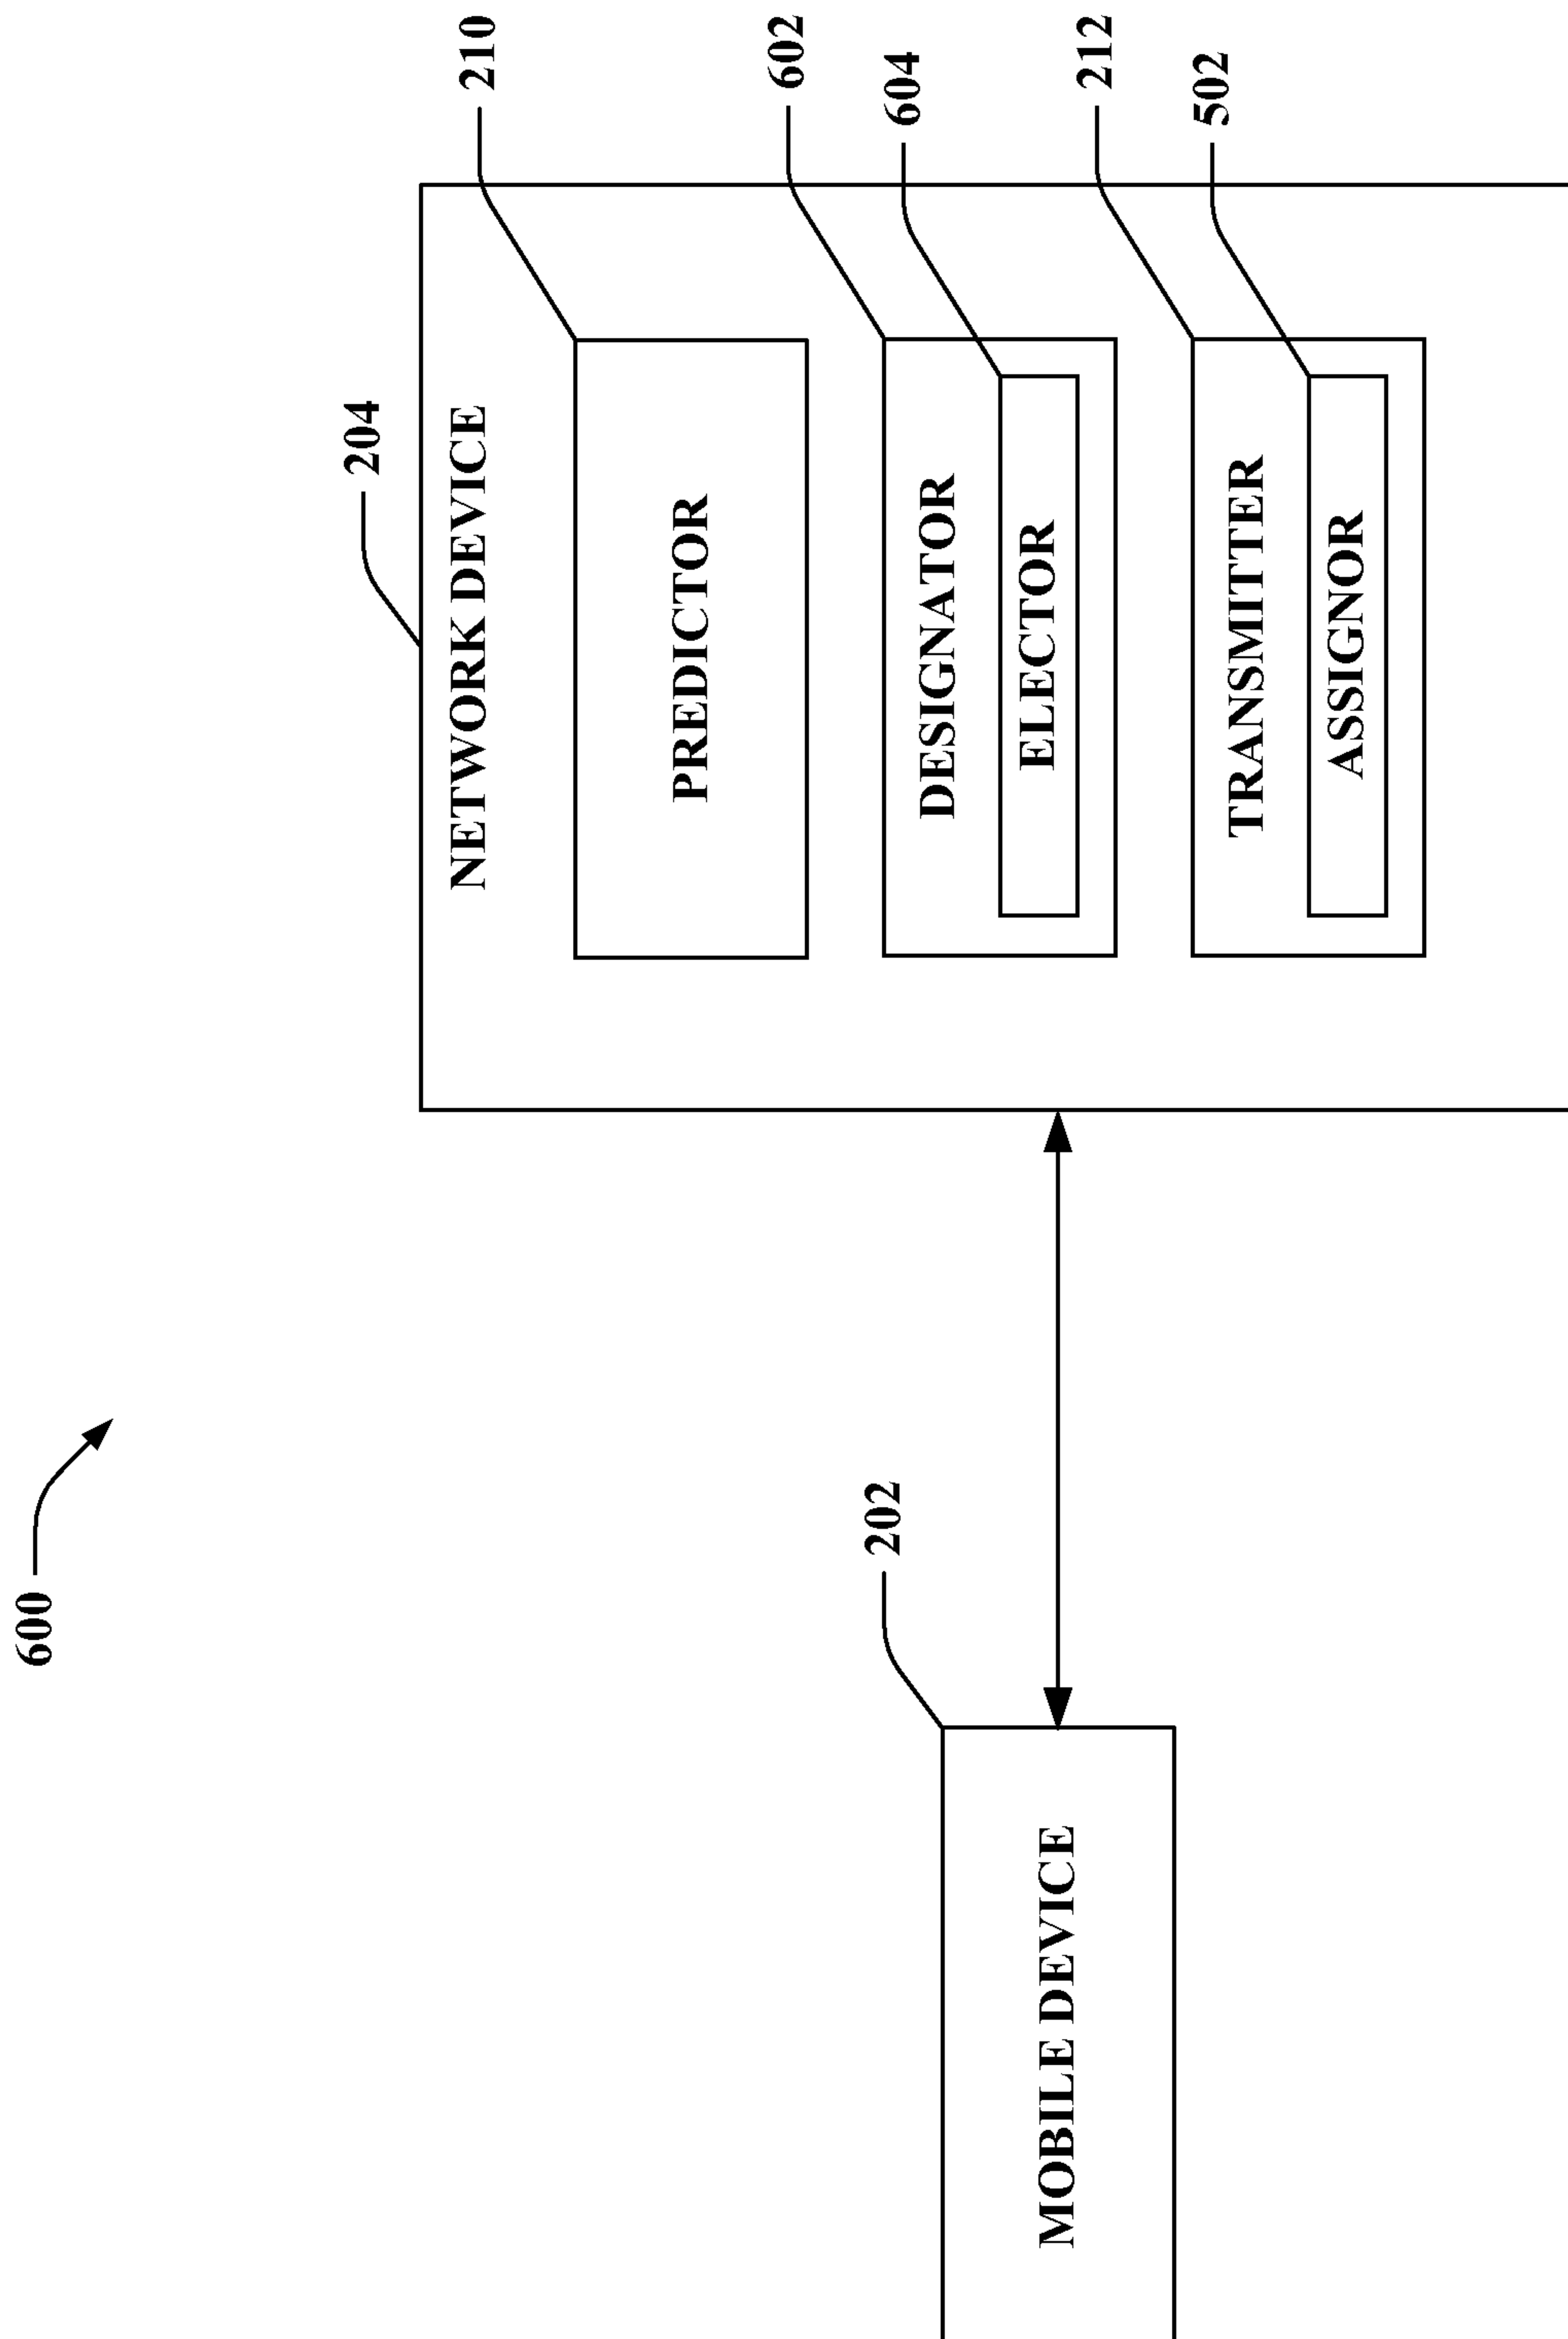 600
204
NETWORK DEVICE
210
PREDICTOR
602
DESIGNATOR
604
ELECTOR
202
MOBILE DEVICE
212
TRANSMITTER
502
ASSIGNOR